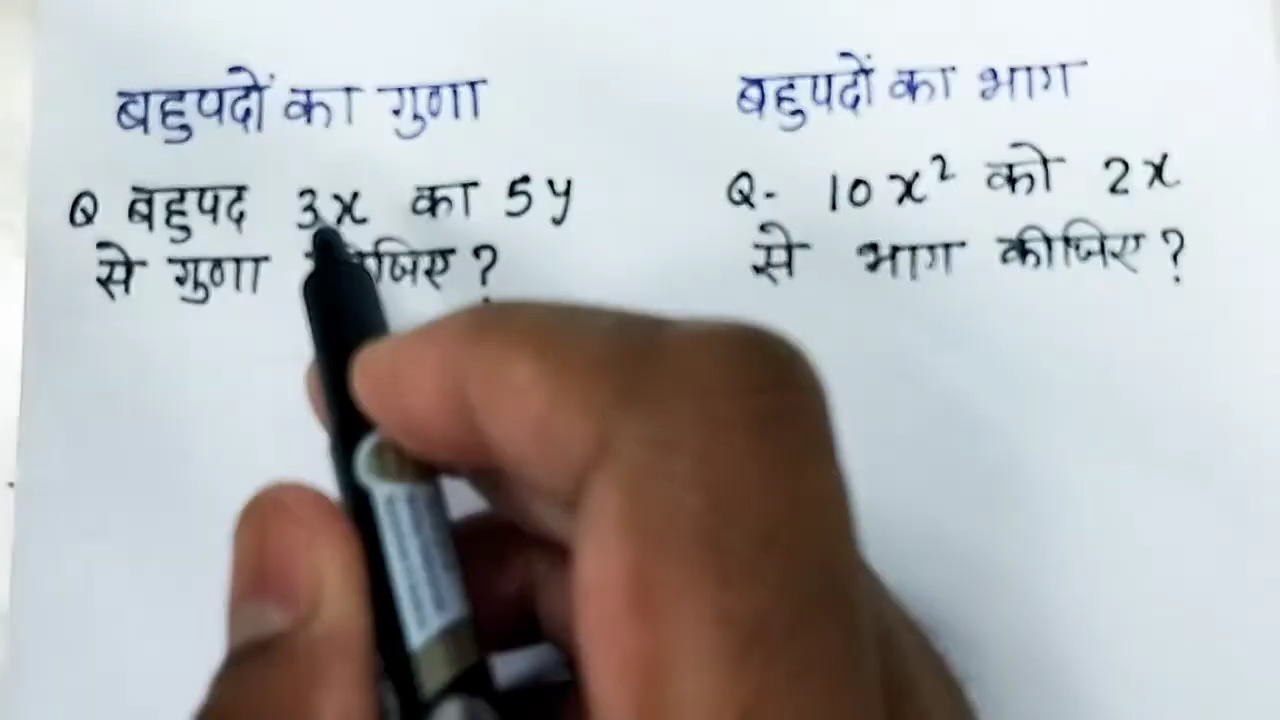 बहुपदों का गुणा
Q बहुपद 3x का 5y
से गुणा ?
बहुपदों का भाग
Q- 10x² को 2x
से भाग कीजिए ?